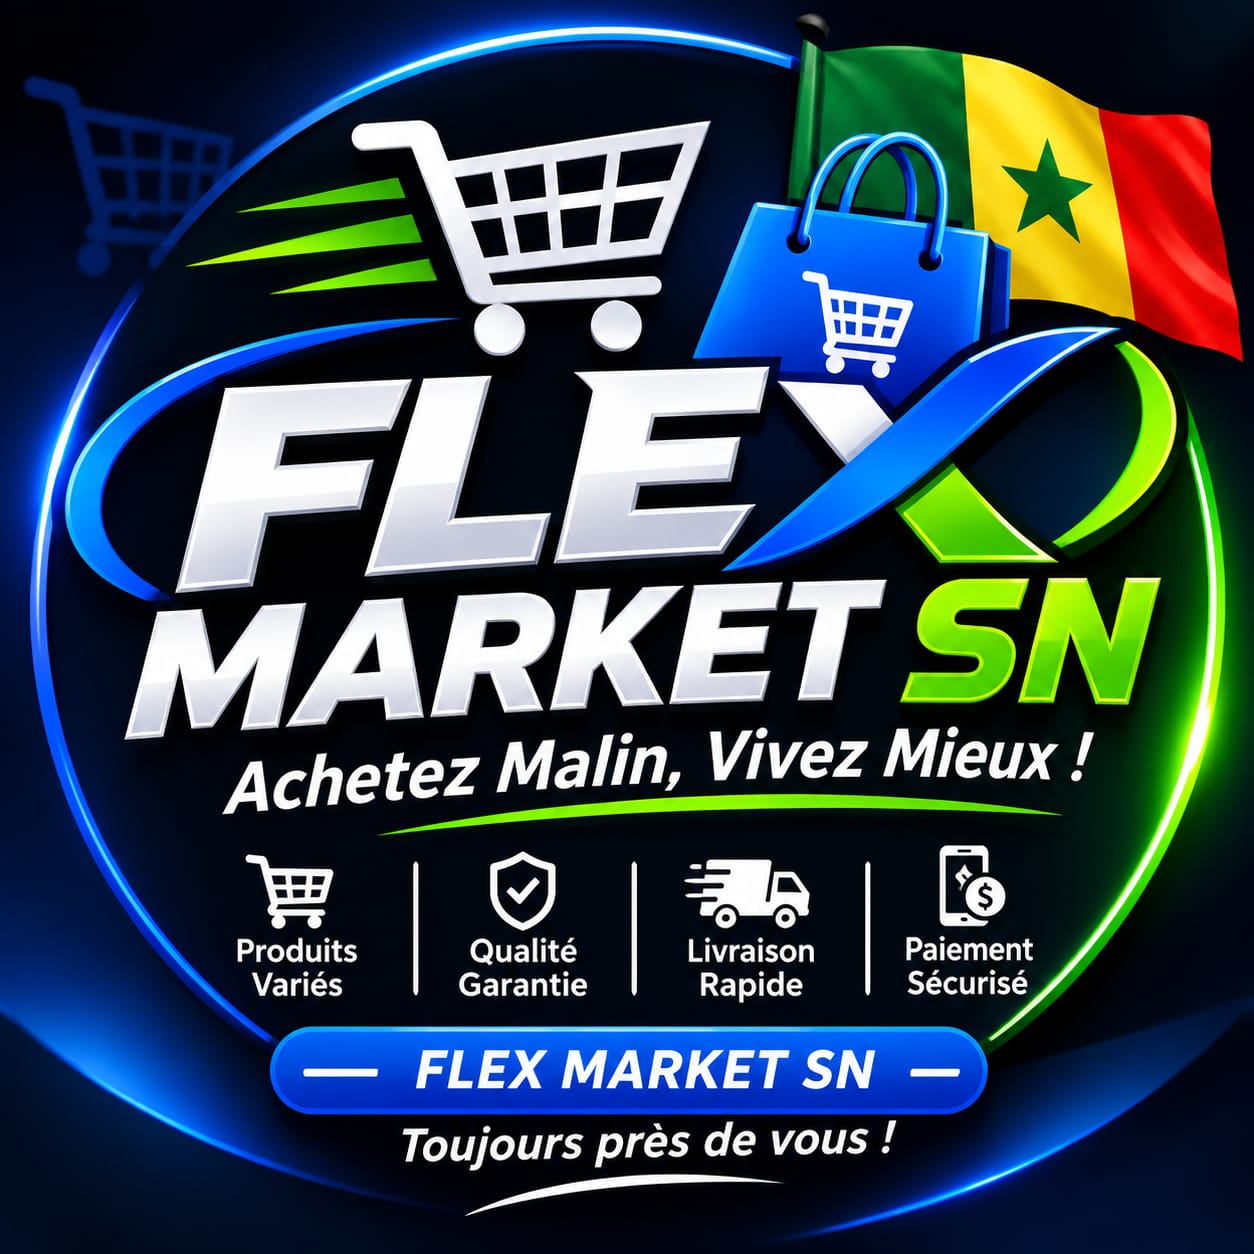 FLEX
MARKET SN
Achetez Malin, Vivez Mieux !
Produits
Variés
Qualité
Garantie
Livraison
Rapide
Paiement
Sécurisé
$
FLEX MARKET SN
Toujours près de vous !